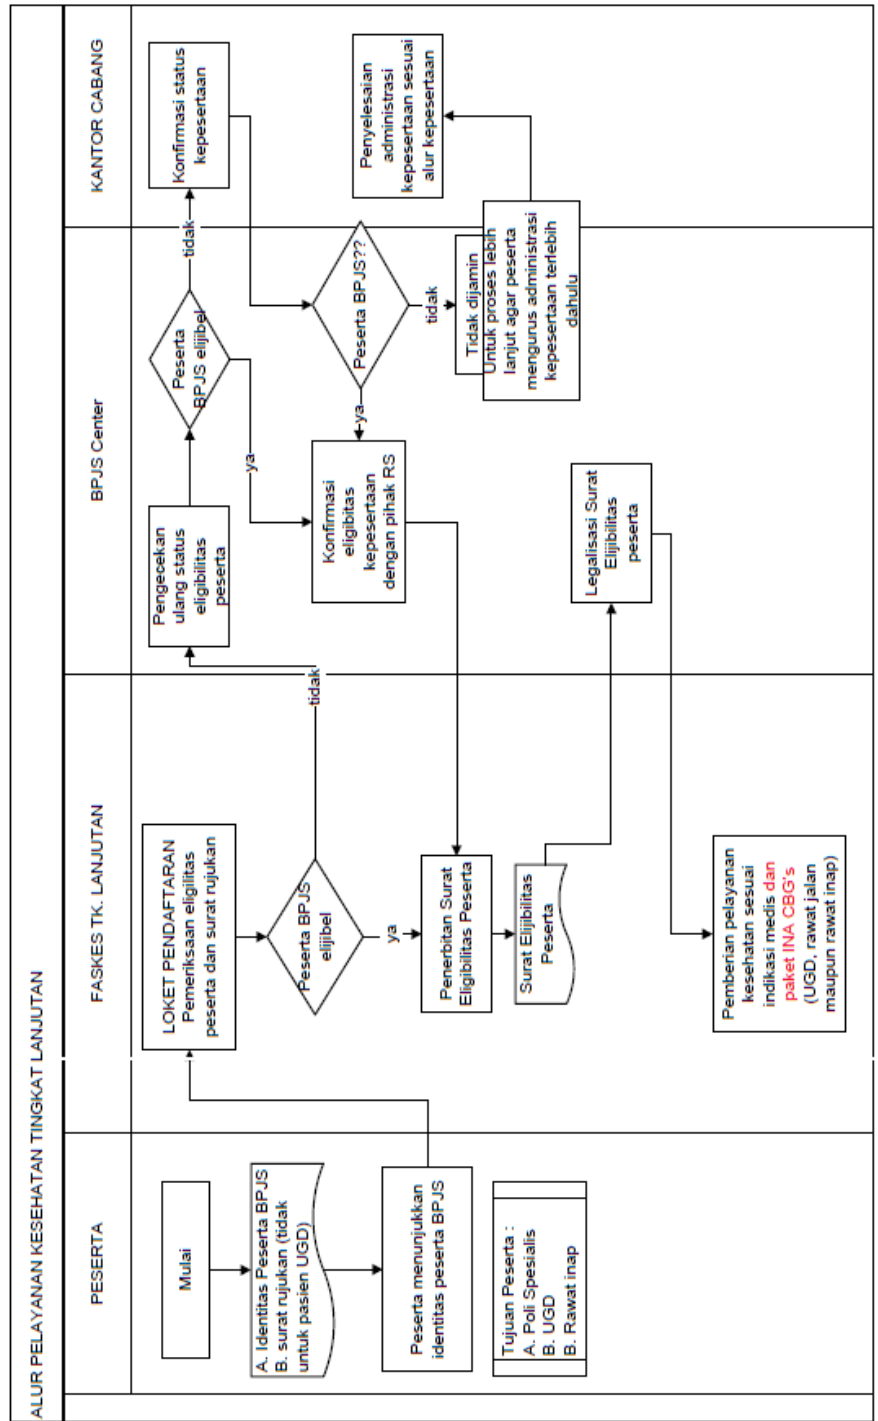 ALUR PELAYANAN KESEHATAN TINGKAT LANJUTAN
PESERTA
FASKES TK. LANJUTAN
BPJS Center
KANTOR CABANG
Mulai
A. Identitas Peserta BPJS
B. surat rujukan (tidak
untuk pasien UGD)
Peserta menunjukkan
identitas peserta BPJS
Tujuan Peserta :
A. Poli Spesialis
B. UGD
B. Rawat inap
LOKET PENDAFTARAN
Pemeriksaan eligilitas
peserta dan surat rujukan
Peserta BPJS
elijibel
tidak
ya
Penerbitan Surat
Eligibilitas Peserta
Surat Elijibilitas
Peserta
Pemberian pelayanan
kesehatan sesuai
indikasi medis dan
paket INA CBG's
(UGD, rawat jalan
maupun rawat inap)
Pengecekan
ulang status
eligibilitas
peserta
Peserta
BPJS elijibel
tidak
ya
Konfirmasi
eligibitas
kepesertaan
dengan pihak RS
Peserta BPJS??
ya
tidak
Tidak dijamin
Untuk proses lebih
lanjut agar peserta
mengurus administrasi
kepesertaan terlebih
dahulu
Legalisasi Surat
Elijibilitas
peserta
Konfirmasi status
kepesertaan
Penyelesaian
administrasi
kepesertaan sesuai
alur kepesertaan